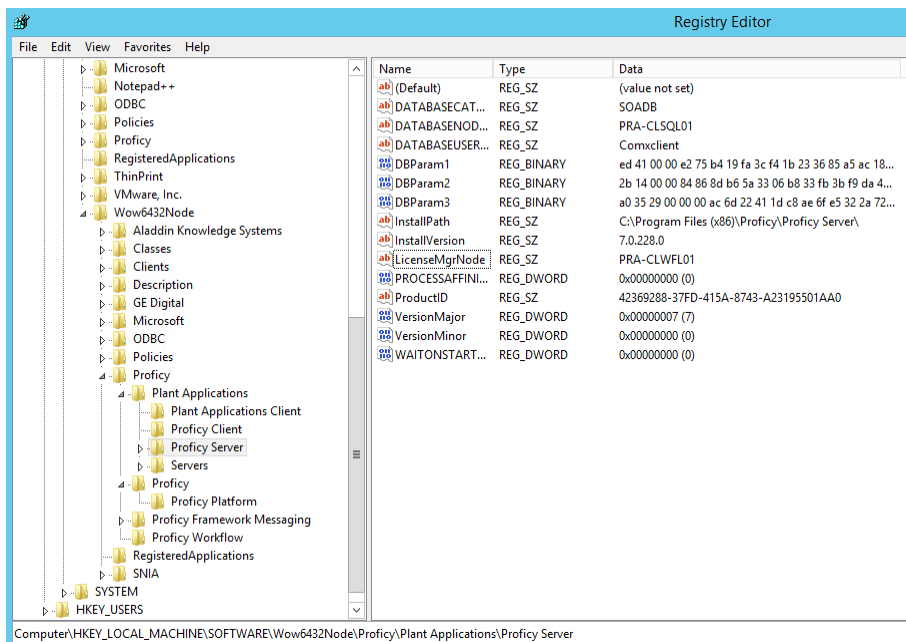 Registry Editor
File Edit View Favorites Help
Microsoft
Notepad++
ODBC
Policies
Proficy
RegisteredApplications
ThinPrint
VMware, Inc.
Wow6432Node
Aladdin Knowledge Systems
Classes
Clients
Description
GE Digital
Microsoft
ODBC
Policies
Proficy
Plant Applications
Plant Applications Client
Proficy Client
Proficy Server
Servers
Proficy
Proficy Platform
Proficy Framework Messaging
Proficy Workflow
RegisteredApplications
SNIA
SYSTEM
HKEY_USERS
Name Type Data
(Default) REG_SZ (value not set)
DATABASECAT... REG_SZ SOADB
DATABASENOD... REG_SZ PRA-CLSQL01
DATABASEUSER... REG_SZ Comxclient
DBParam1 REG_BINARY ed 41 00 00 e2 75 b4 19 fa 3c f4 1b 23 36 85 a5 ac 18...
DBParam2 REG_BINARY 2b 14 00 00 84 86 8d b6 5a 33 06 b8 33 fb 3b f9 da 4...
DBParam3 REG_BINARY a0 35 29 00 00 00 ac 6d 22 41 1d c8 ae 6f e5 32 2a 72...
InstallPath REG_SZ C:\Program Files (x86)\Proficy\Proficy Server\
InstallVersion REG_SZ 7.0.228.0
LicenseMgrNode REG_SZ PRA-CLWFL01
PROCESSAFFINI... REG_DWORD 0x00000000 (0)
ProductID REG_SZ 42369288-37FD-415A-8743-A23195501AA0
VersionMajor REG_DWORD 0x00000007 (7)
VersionMinor REG_DWORD 0x00000000 (0)
WAITONSTART... REG_DWORD 0x00000000 (0)
Computer\HKEY_LOCAL_MACHINE\SOFTWARE\Wow6432Node\Proficy\Plant Applications\Proficy Server